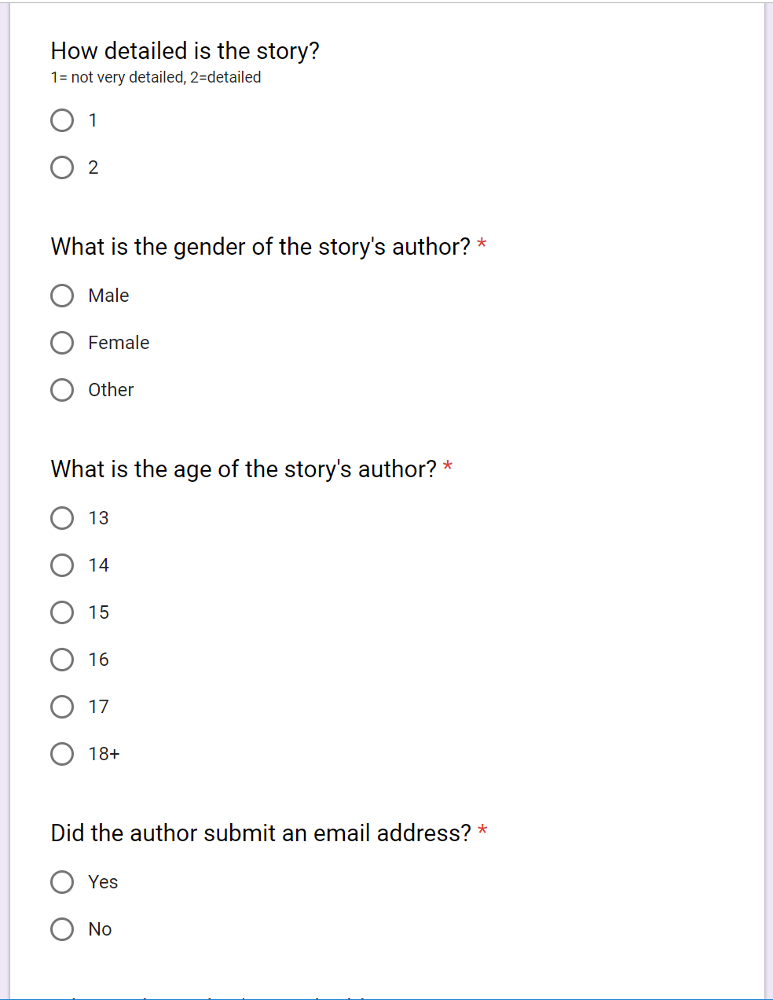 How detailed is the story?
1= not very detailed, 2=detailed
1
2
What is the gender of the story's author? *
Male
Female
Other
What is the age of the story's author? *
13
14
15
16
17
18+
Did the author submit an email address? *
Yes
No